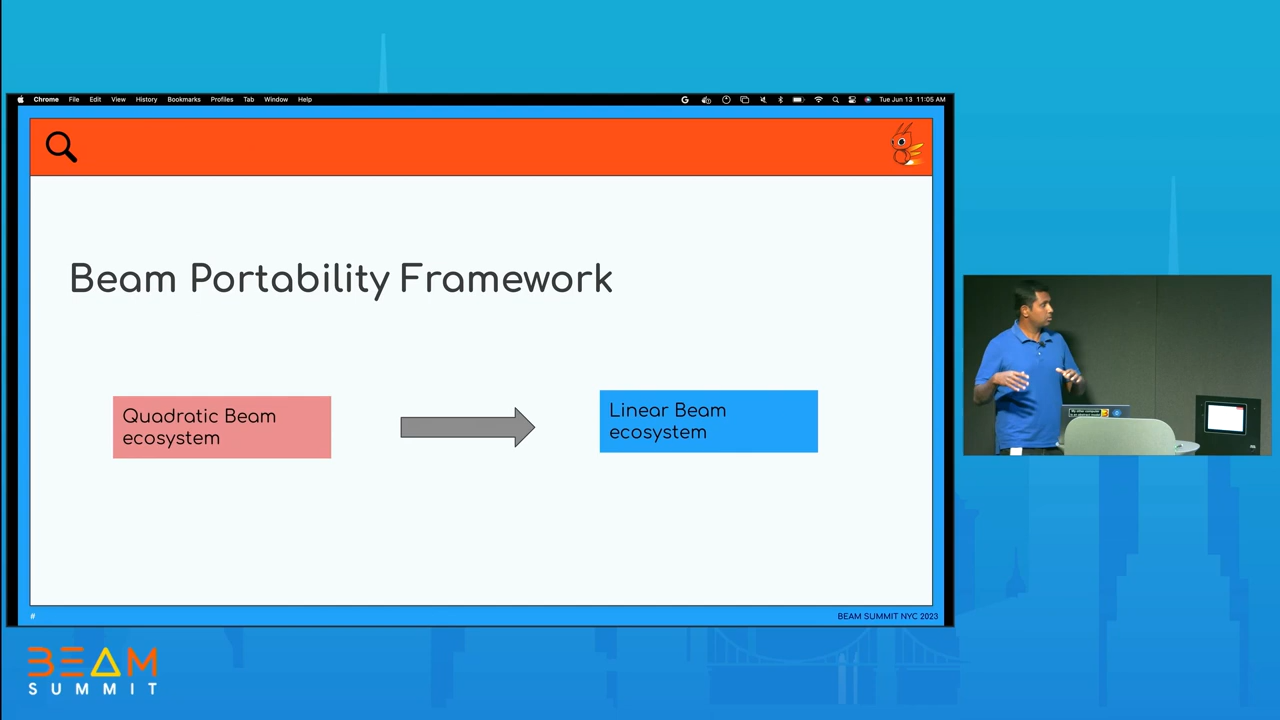 Chrome File Edit View History Bookmarks Profiles Tab Window Help
G
Tue Jun 13 11:05 AM
Beam Portability Framework
Quadratic Beam
ecosystem
Linear Beam
ecosystem
#
BEAM SUMMIT NYC 2023
BEAM
SUMMIT